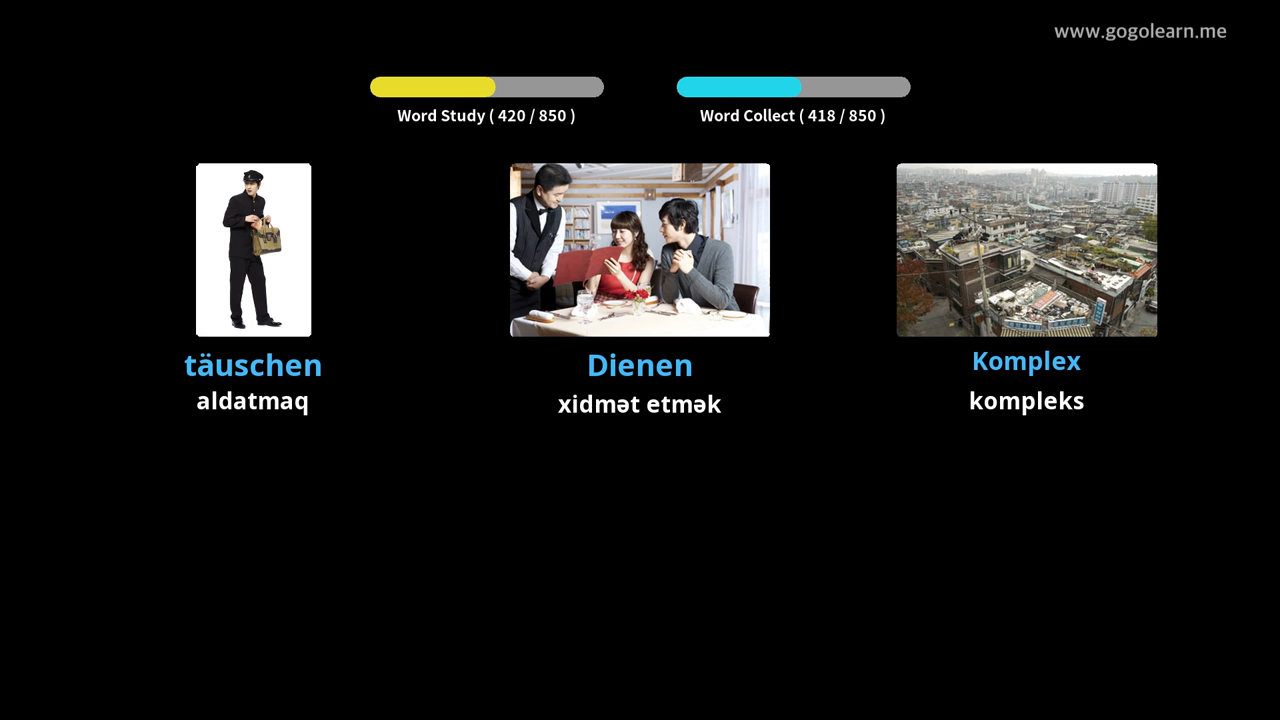 www.gogolearn.me
Word Study ( 420 / 850 )
Word Collect ( 418 / 850 )
täuschen
aldatmaq
Dienen
xidmət etmək
Komplex
kompleks